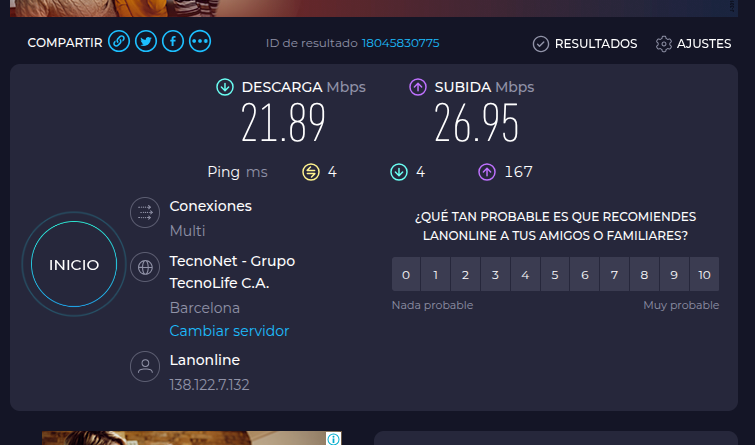 COMPARTIR
ID de resultado 18045830775
RESULTADOS
AJUSTES
DESCARGA Mbps
21.89
SUBIDA Mbps
26.95
Ping ms
4
4
167
INICIO
Conexiones
Multi
TecnoNet - Grupo
TecnoLife C.A.
Barcelona
Cambiar servidor
Lanonline
138.122.7.132
¿QUÉ TAN PROBABLE ES QUE RECOMIENDES
LANONLINE A TUS AMIGOS O FAMILIARES?
0 1 2 3 4 5 6 7 8 9 10
Nada probable
Muy probable